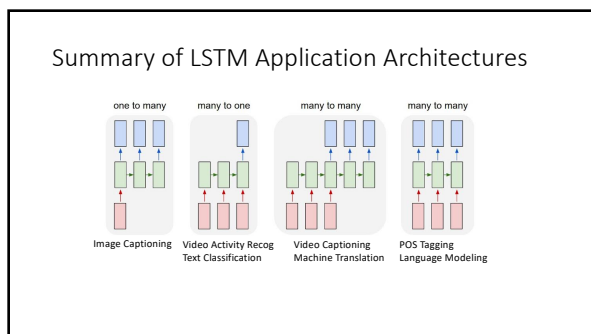 Summary of LSTM Application Architectures
one to many
many to one
many to many
many to many
Image Captioning
Video Activity Recog
Text Classification
Video Captioning
Machine Translation
POS Tagging
Language Modeling